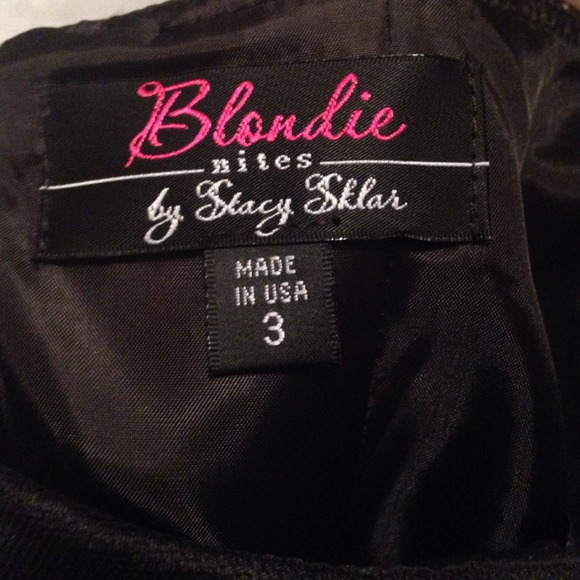 Blondie
nites
by Stacy Sklar
MADE
IN USA
3